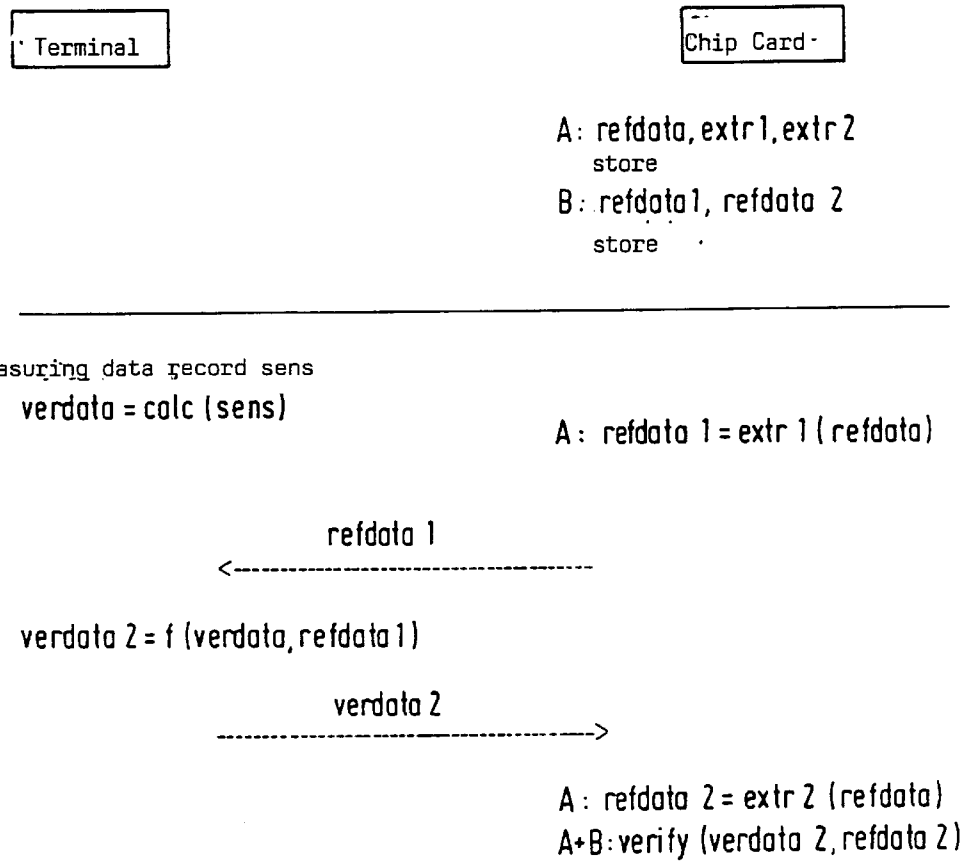 Terminal
Chip Card
A: refdata, extr1, extr 2
store
B: refdata1, refdata 2
store
asuring data record sens
verdata = calc (sens)
A: refdata 1 = extr 1 (refdata)
refdata 1
<-------------------------------------
verdata 2 = f (verdata, refdata 1)
verdata 2
------------------------------------->
A: refdata 2 = extr 2 (refdata)
A+B: verify (verdata 2, refdata 2)